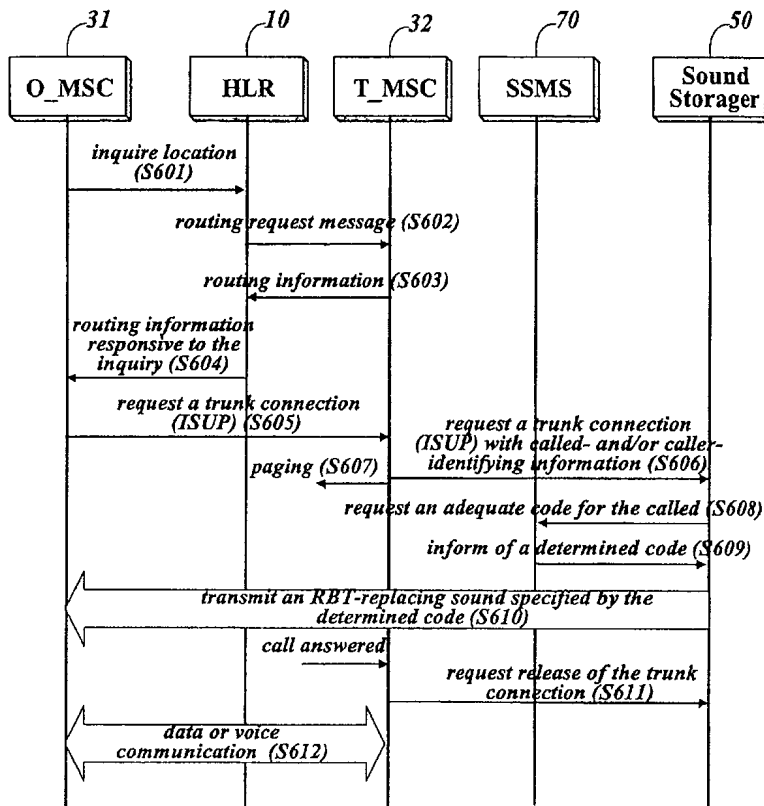 31
10
32
70
50
O_MSC
HLR
T_MSC
SSMS
Sound
Storager
inquire location
(S601)
routing request message (S602)
routing information (S603)
routing information
responsive to the
inquiry (S604)
request a trunk connection
(ISUP) (S605)
request a trunk connection
(ISUP) with called- and/or caller-
identifying information (S606)
paging (S607)
request an adequate code for the called (S608)
inform of a determined code (S609)
transmit an RBT-replacing sound specified by the
determined code (S610)
call answered
request release of the trunk
connection (S611)
data or voice
communication (S612)